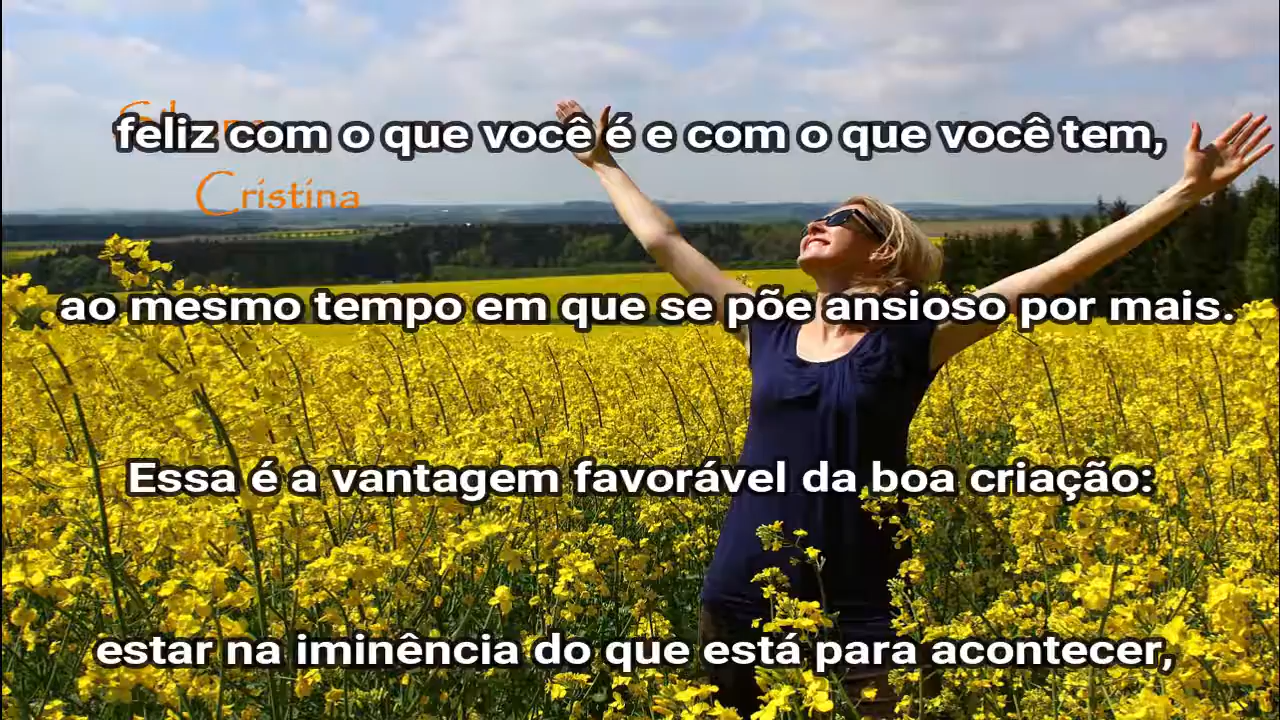 feliz com o que você é e com o que você tem,
Cristina
ao mesmo tempo em que se põe ansioso por mais.
Essa é a vantagem favorável da boa criação:
estar na iminência do que está para acontecer,